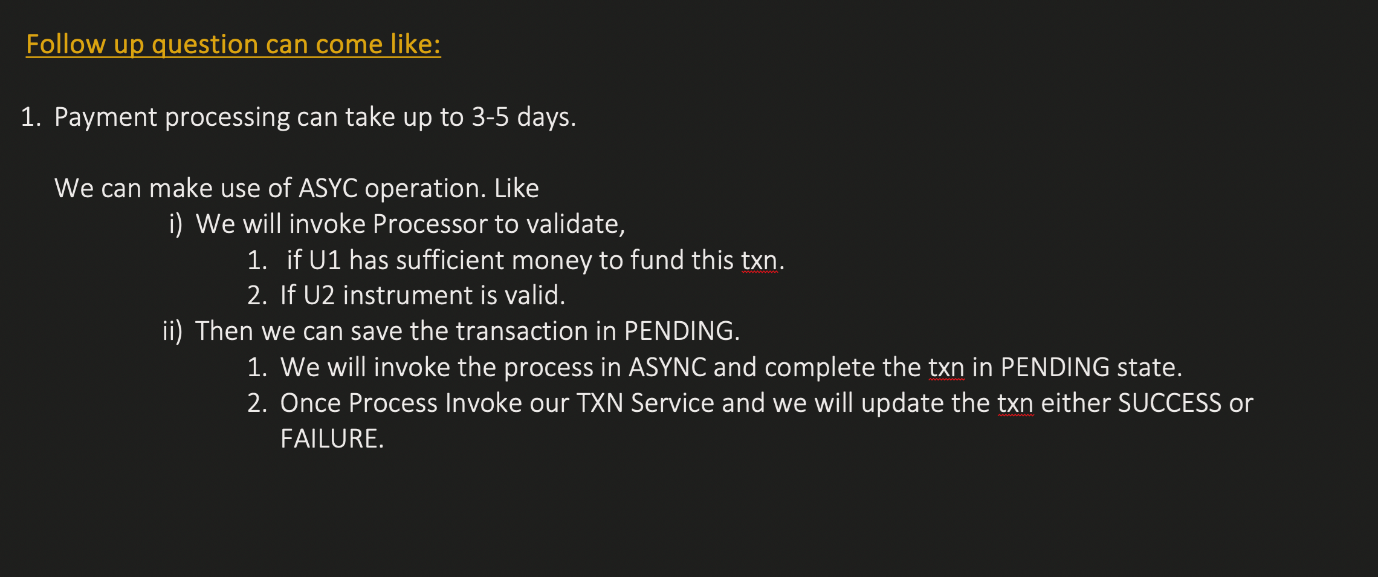 Follow up question can come like:
1. Payment processing can take up to 3-5 days.
We can make use of ASYC operation. Like
i) We will invoke Processor to validate,
1. if U1 has sufficient money to fund this txn.
2. If U2 instrument is valid.
ii) Then we can save the transaction in PENDING.
1. We will invoke the process in ASYNC and complete the txn in PENDING state.
2. Once Process Invoke our TXN Service and we will update the txn either SUCCESS or
FAILURE.